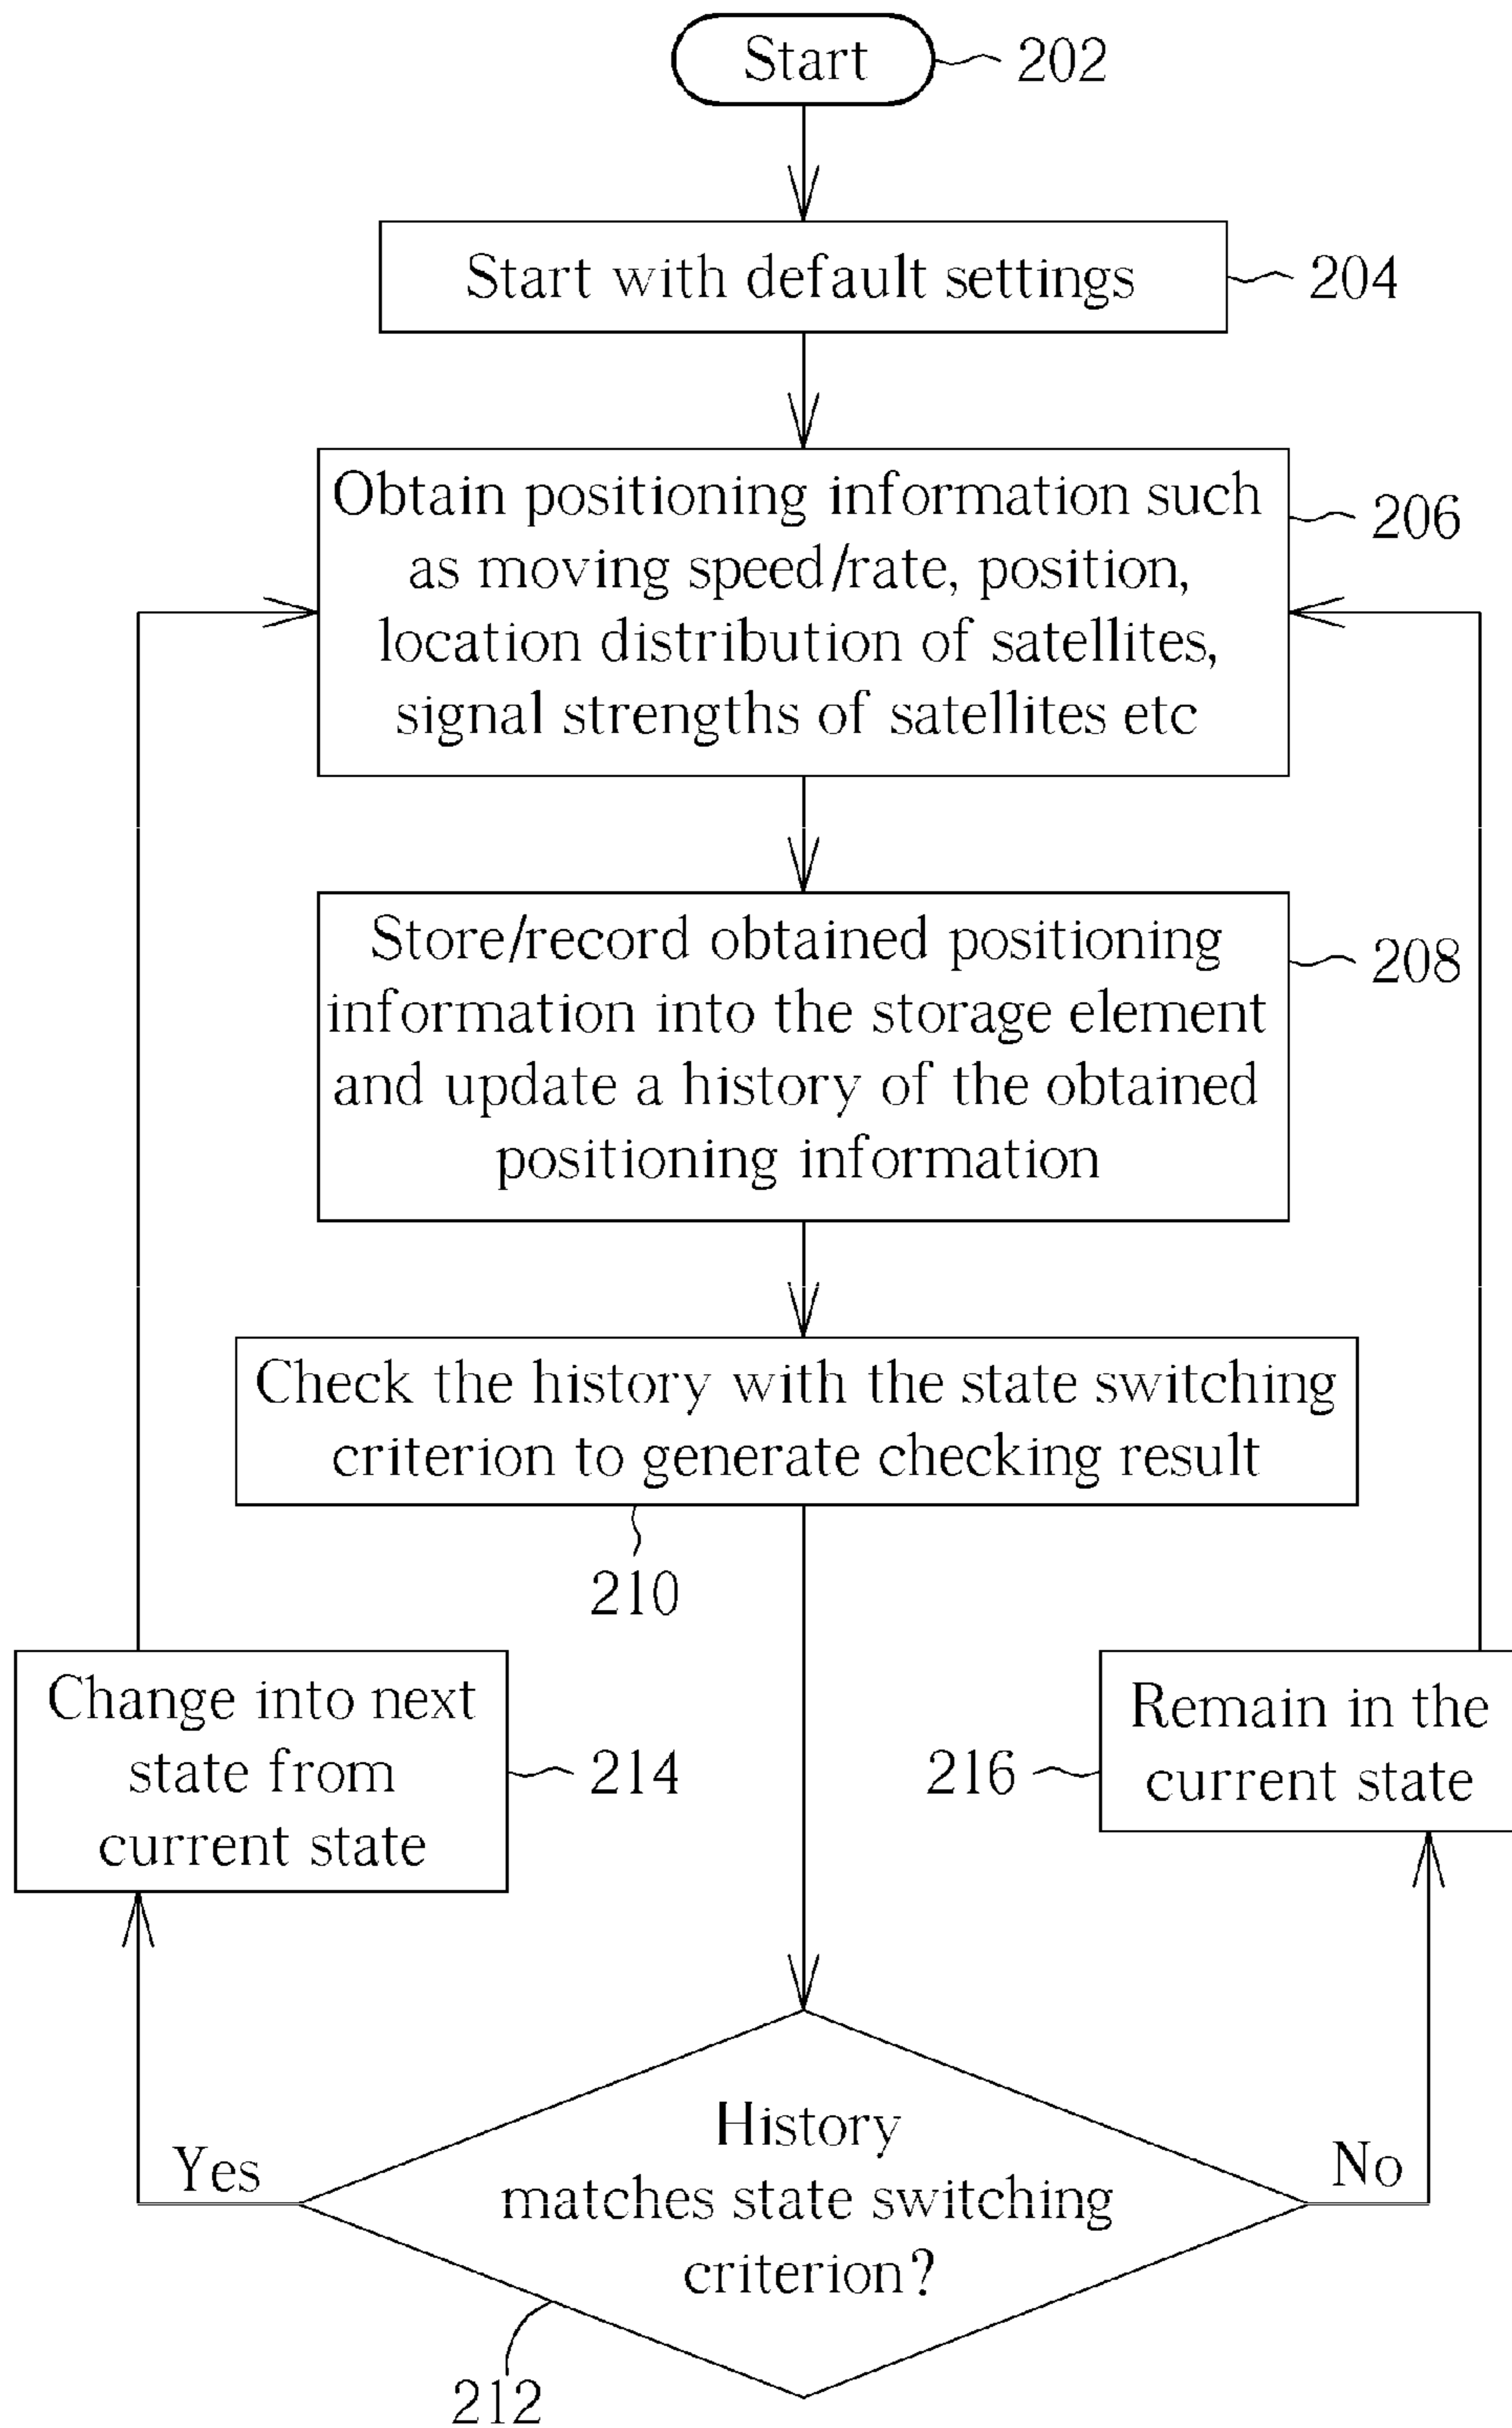 Start
202
Start with default settings
204
Obtain positioning information such
as moving speed/rate, position,
location distribution of satellites,
signal strengths of satellites etc
206
Store/record obtained positioning
information into the storage element
and update a history of the obtained
positioning information
208
Check the history with the state switching
criterion to generate checking result
210
Change into next
state from
current state
214
216
Remain in the
current state
Yes
No
History
matches state switching
criterion?
212